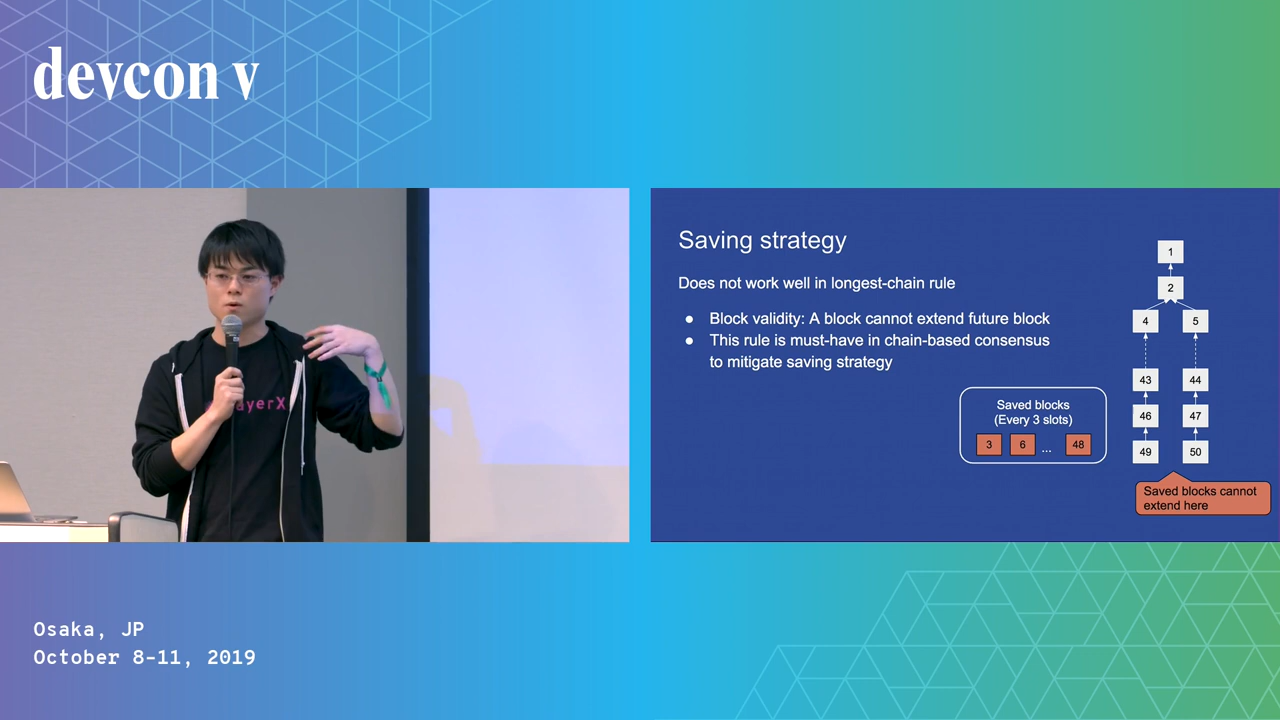 devcon v
Saving strategy
Does not work well in longest-chain rule
● Block validity: A block cannot extend future block
● This rule is must-have in chain-based consensus
to mitigate saving strategy
Saved blocks
(Every 3 slots)
3 6 ... 48
1
2
4 5
43 44
46 47
49 50
Saved blocks cannot
extend here
Osaka, JP
October 8-11, 2019